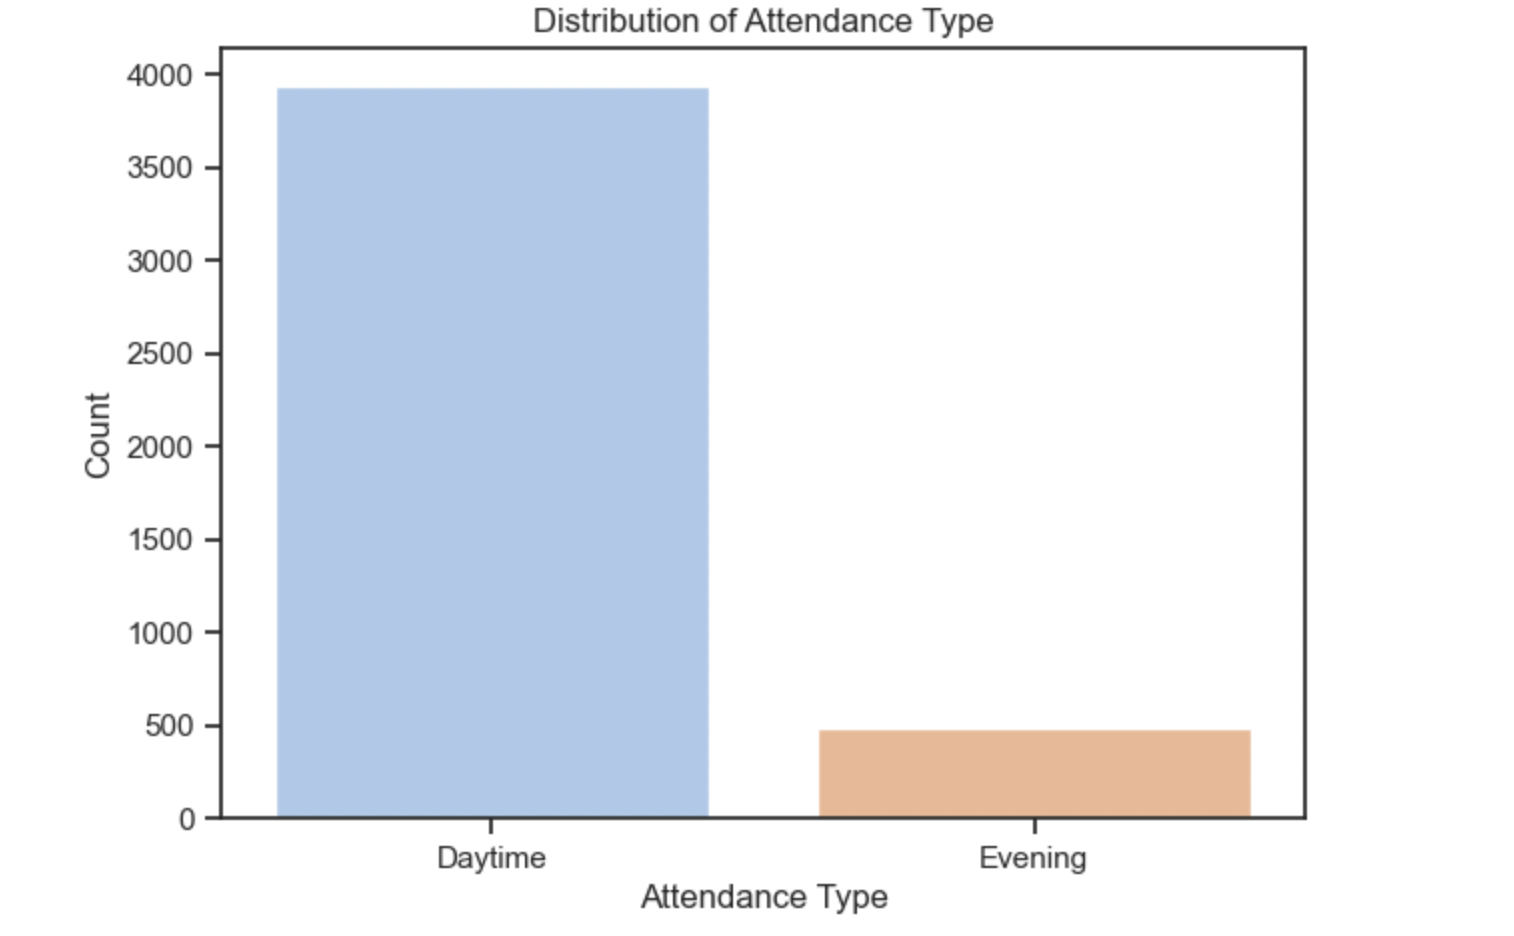 Distribution of Attendance Type
4000
3500
3000
2500
2000
1500
1000
500
0
Count
Daytime
Evening
Attendance Type